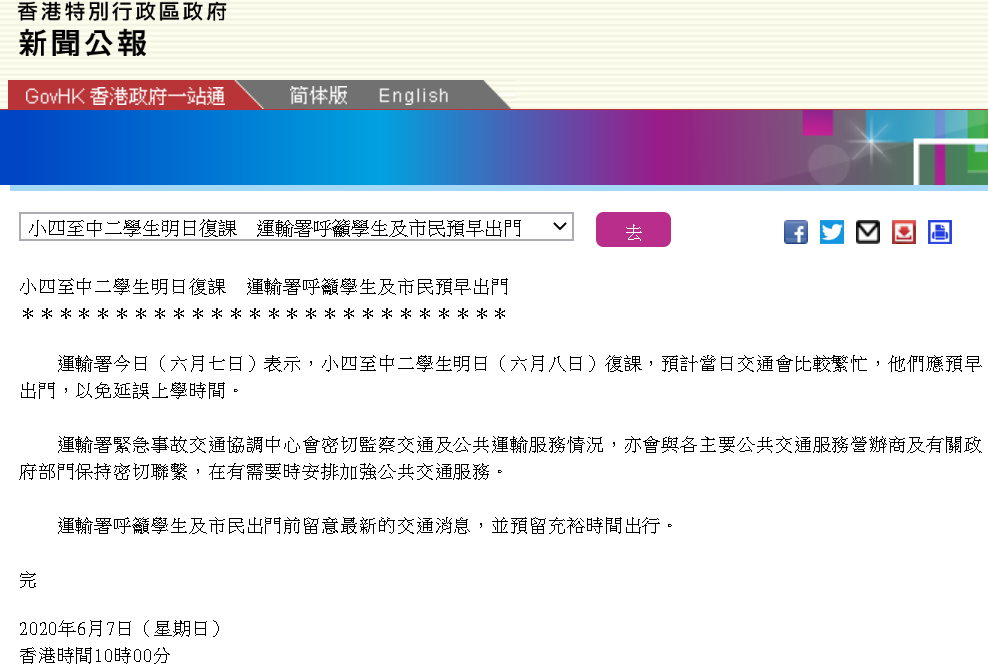 香港特別行政區政府
新聞公報
GovHK 香港政府一站通 简体版 English
小四至中二學生明日復課　運輸署呼籲學生及市民預早出門 去
小四至中二學生明日復課　運輸署呼籲學生及市民預早出門
＊＊＊＊＊＊＊＊＊＊＊＊＊＊＊＊＊＊＊＊＊＊＊＊＊＊
　　運輸署今日（六月七日）表示，小四至中二學生明日（六月八日）復課，預計當日交通會比較繁忙，他們應預早
出門，以免延誤上學時間。
　　運輸署緊急事故交通協調中心會密切監察交通及公共運輸服務情況，亦會與各主要公共交通服務營辦商及有關政
府部門保持密切聯繫，在有需要時安排加強公共交通服務。
　　運輸署呼籲學生及市民出門前留意最新的交通消息，並預留充裕時間出行。
完
2020年6月7日（星期日）
香港時間10時00分